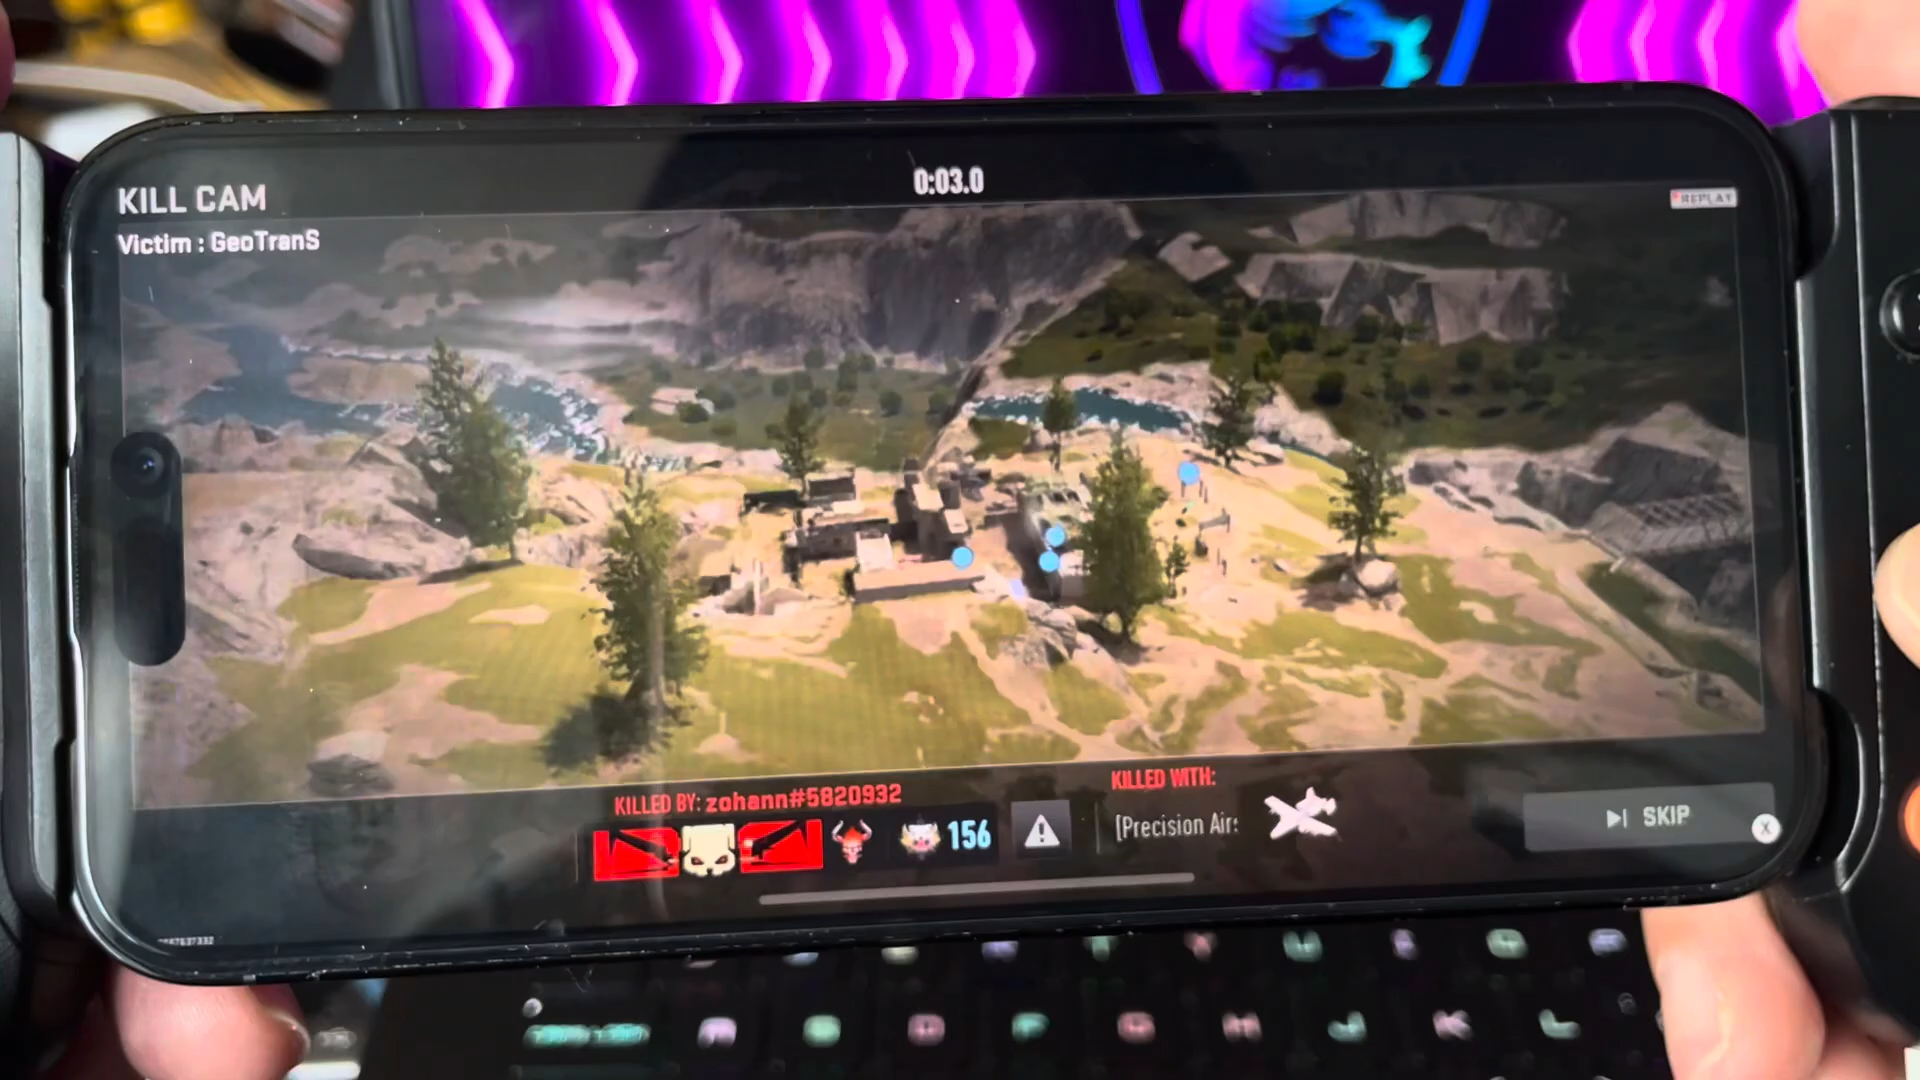 KILL CAM
0:03.0
REPLAY
Victim : GeoTranS
KILLED BY: zohann#5820932
KILLED WITH:
156
[Precision Air
SKIP
X